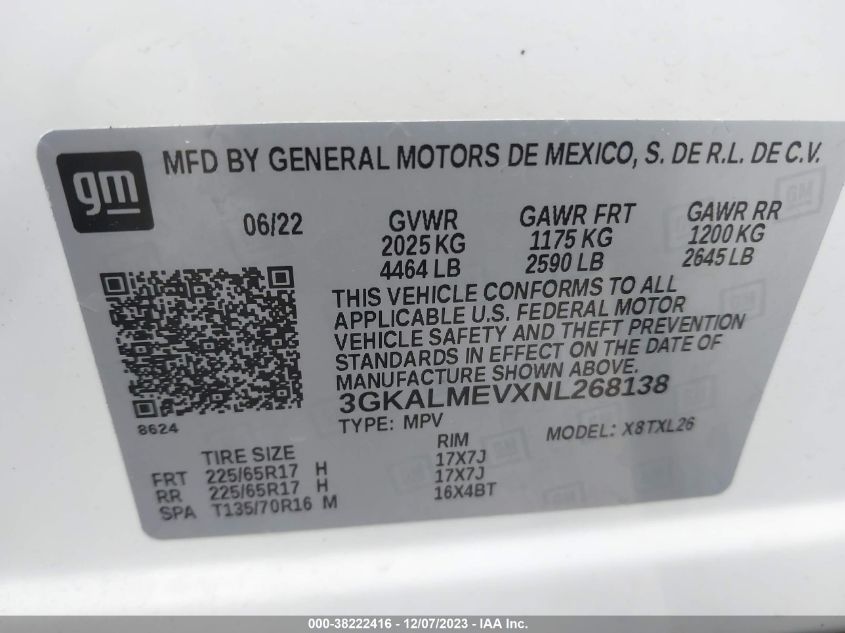 gm
MFD BY GENERAL MOTORS DE MEXICO, S. DE R.L. DE C.V.
06/22 GVWR GAWR FRT GAWR RR
2025 KG 1175 KG 1200 KG
4464 LB 2590 LB 2645 LB
THIS VEHICLE CONFORMS TO ALL
APPLICABLE U.S. FEDERAL MOTOR
VEHICLE SAFETY AND THEFT PREVENTION
STANDARDS IN EFFECT ON THE DATE OF
MANUFACTURE SHOWN ABOVE.
3GKALMEVXNL268138
8624
TYPE: MPV MODEL: X8TXL26
TIRE SIZE RIM
FRT 225/65R17 H 17X7J
RR 225/65R17 H 17X7J
SPA T135/70R16 M 16X4BT
000-38222416 - 12/07/2023 - IAA Inc.